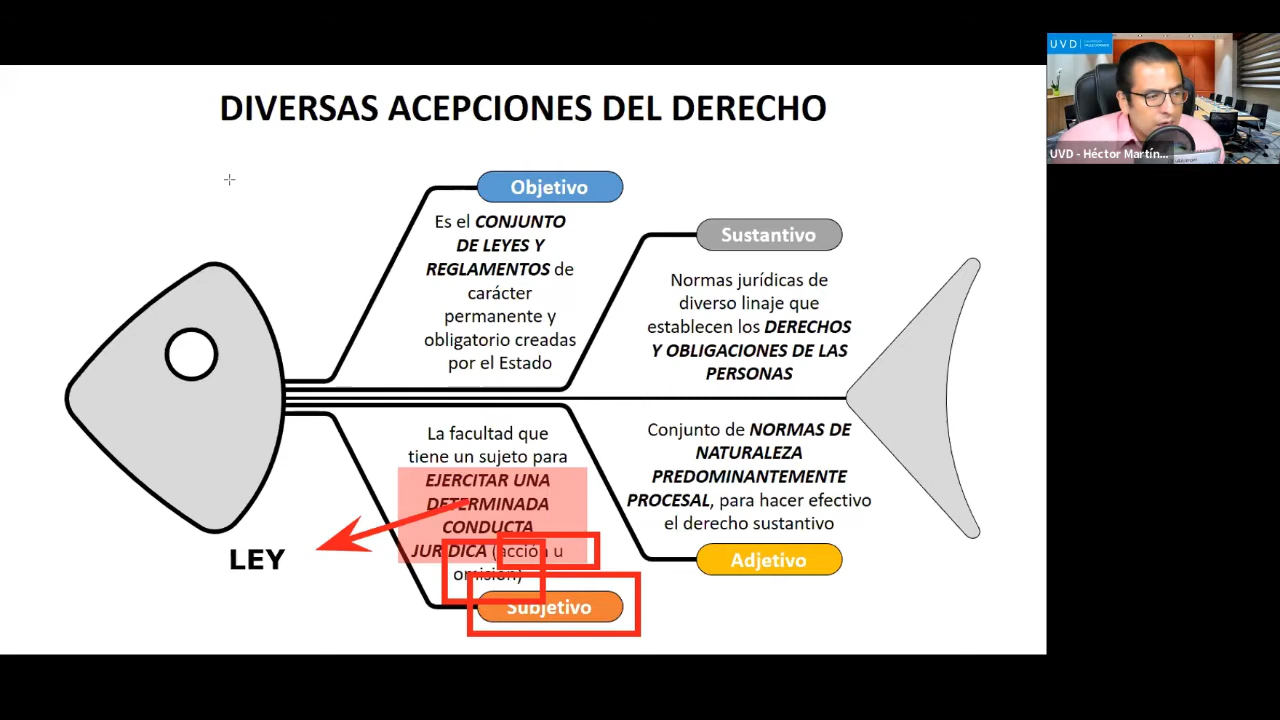 DIVERSAS ACEPCIONES DEL DERECHO
Objetivo
Es el CONJUNTO
DE LEYES Y
REGLAMENTOS de
carácter
permanente y
obligatorio creadas
por el Estado
Sustantivo
Normas jurídicas de
diverso linaje que
establecen los DERECHOS
Y OBLIGACIONES DE LAS
PERSONAS
La facultad que
tiene un sujeto para
EJERCITAR UNA
DETERMINADA
CONDUCTA
JURÍDICA (acción u
omisión)
Subjetivo
Conjunto de NORMAS DE
NATURALEZA
PREDOMINANTEMENTE
PROCESAL, para hacer efectivo
el derecho sustantivo
Adjetivo
LEY
UVD
UVD - Héctor Martín...